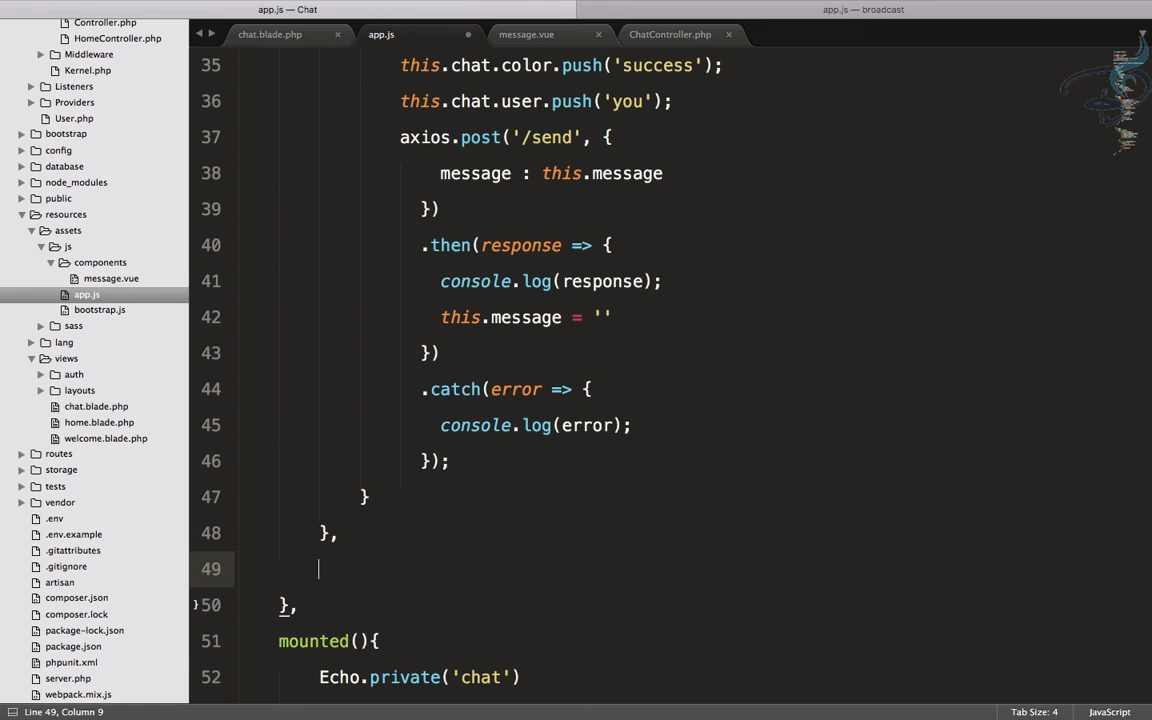 app.js — Chat
app.js — broadcast
Controller.php
HomeController.php
Middleware
Kernel.php
Listeners
Providers
User.php
bootstrap
config
database
node_modules
public
resources
assets
js
components
message.vue
app.js
bootstrap.js
sass
lang
views
auth
layouts
chat.blade.php
home.blade.php
welcome.blade.php
routes
storage
tests
vendor
.env
.env.example
.gitattributes
.gitignore
artisan
composer.json
composer.lock
package-lock.json
package.json
phpunit.xml
server.php
webpack.mix.js
chat.blade.php × app.js message.vue × ChatController.php ×
35 this.chat.color.push('success');
36 this.chat.user.push('you');
37 axios.post('/send', {
38 message : this.message
39 })
40 .then(response => {
41 console.log(response);
42 this.message = ''
43 })
44 .catch(error => {
45 console.log(error);
46 });
47 }
48 },
49
} 50 },
51 mounted(){
52 Echo.private('chat')
Line 49, Column 9
Tab Size: 4
JavaScript